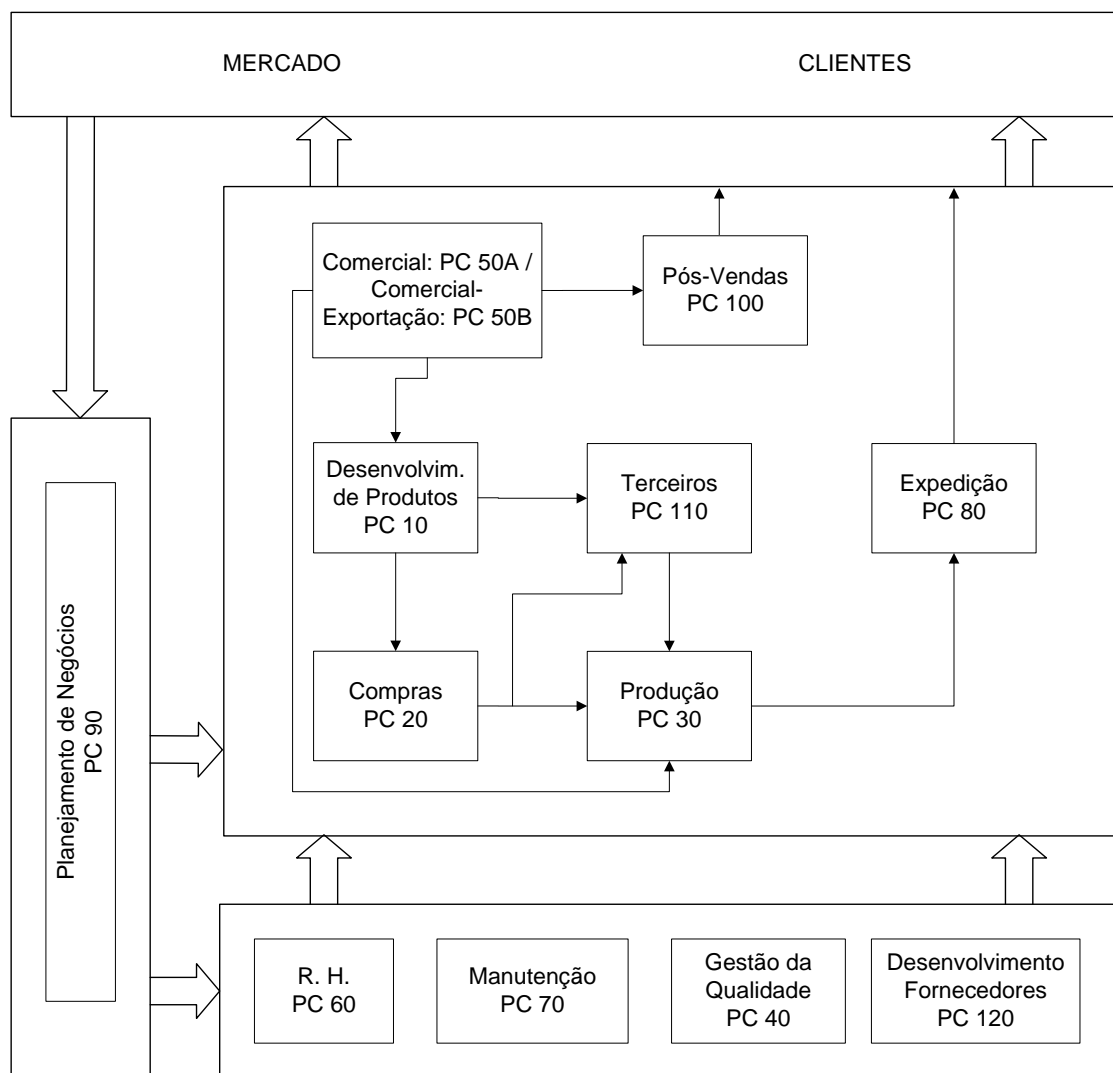 MERCADO
CLIENTES
Comercial: PC 50A /
Comercial-
Exportação: PC 50B
Pós-Vendas
PC 100
Desenvolvim.
de Produtos
PC 10
Terceiros
PC 110
Expedição
PC 80
Planejamento de Negócios
PC 90
Compras
PC 20
Produção
PC 30
R. H.
PC 60
Manutenção
PC 70
Gestão da
Qualidade
PC 40
Desenvolvimento
Fornecedores
PC 120